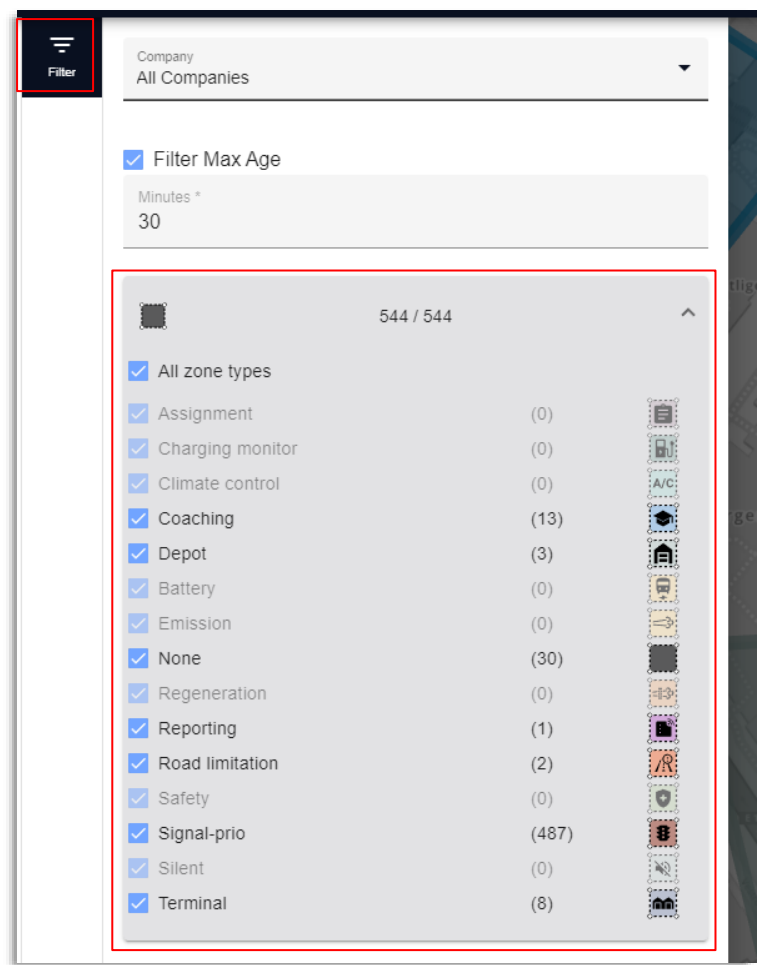 Filter
Company
All Companies
Filter Max Age
Minutes *
30
544 / 544
All zone types
Assignment (0)
Charging monitor (0)
Climate control (0) A/C
Coaching (13)
Depot (3)
Battery (0)
Emission (0)
None (30)
Regeneration (0)
Reporting (1)
Road limitation (2)
Safety (0)
Signal-prio (487)
Silent (0)
Terminal (8)